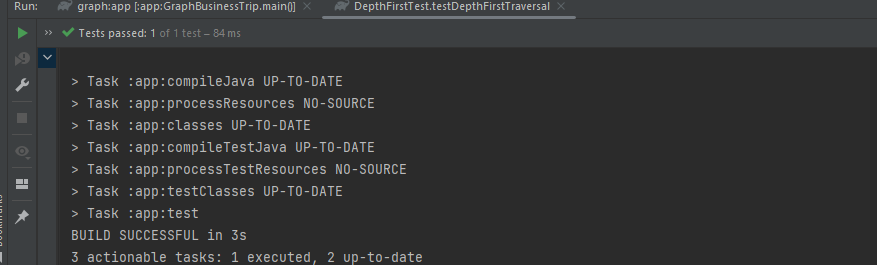 Run: graph:app [:app:GraphBusinessTrip.main()] × DepthFirstTest.testDepthFirstTraversal ×
» ✔ Tests passed: 1 of 1 test – 84 ms
> Task :app:compileJava UP-TO-DATE
> Task :app:processResources NO-SOURCE
> Task :app:classes UP-TO-DATE
> Task :app:compileTestJava UP-TO-DATE
> Task :app:processTestResources NO-SOURCE
> Task :app:testClasses UP-TO-DATE
> Task :app:test
BUILD SUCCESSFUL in 3s
3 actionable tasks: 1 executed, 2 up-to-date